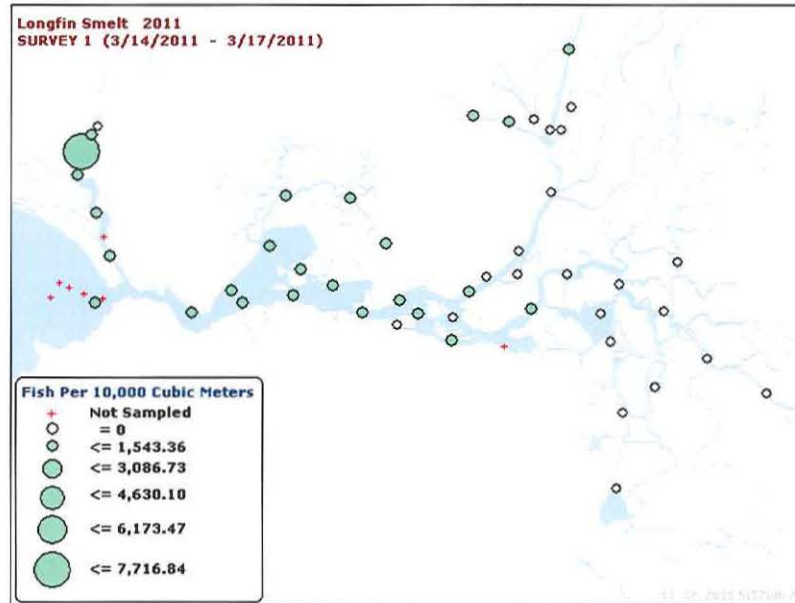 Longfin Smelt 2011
SURVEY 1 (3/14/2011 - 3/17/2011)
Fish Per 10,000 Cubic Meters
Not Sampled
= 0
<= 1,543.36
<= 3,086.73
<= 4,630.10
<= 6,173.47
<= 7,716.84